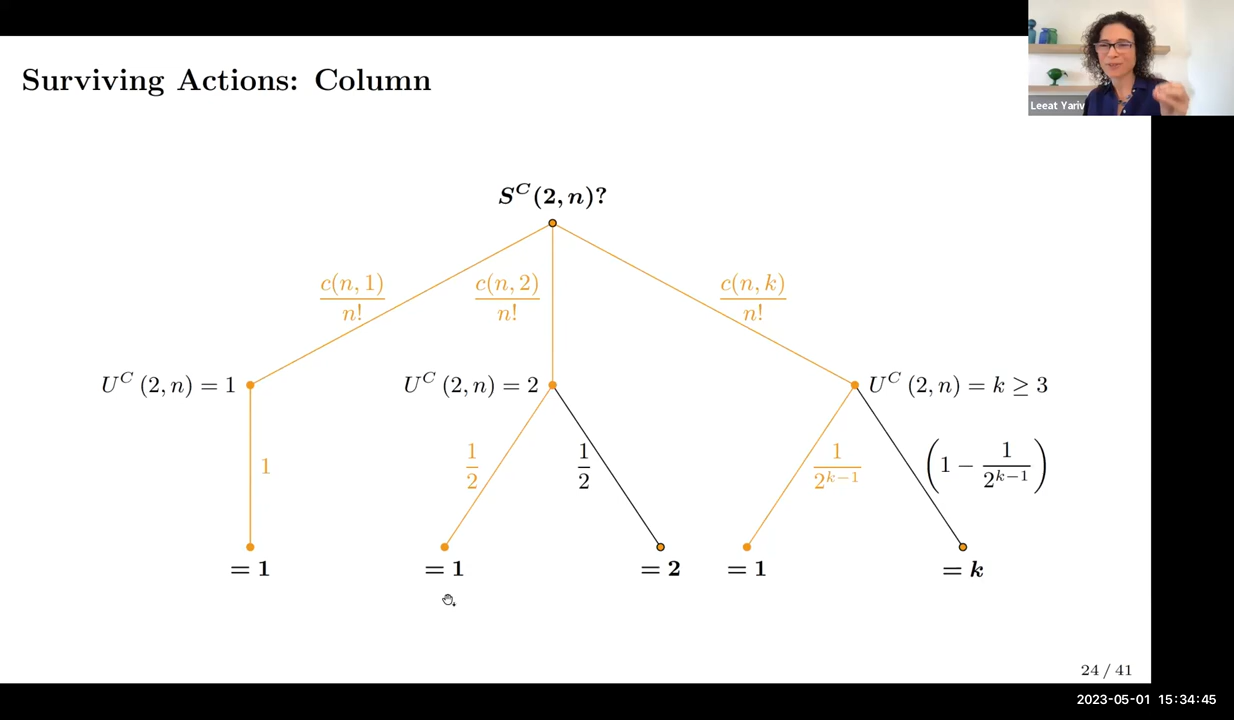 Surviving Actions: Column
Leeat Yariv
S^C(2, n)?
c(n, 1)/n!
c(n, 2)/n!
c(n, k)/n!
U^C (2, n) = 1
U^C (2, n) = 2
U^C (2, n) = k ≥ 3
1
1/2
1/2
1/2^{k−1}
(1 − 1/2^{k−1})
= 1
= 1
= 2
= 1
= k
24 / 41
2023-05-01 15:34:45